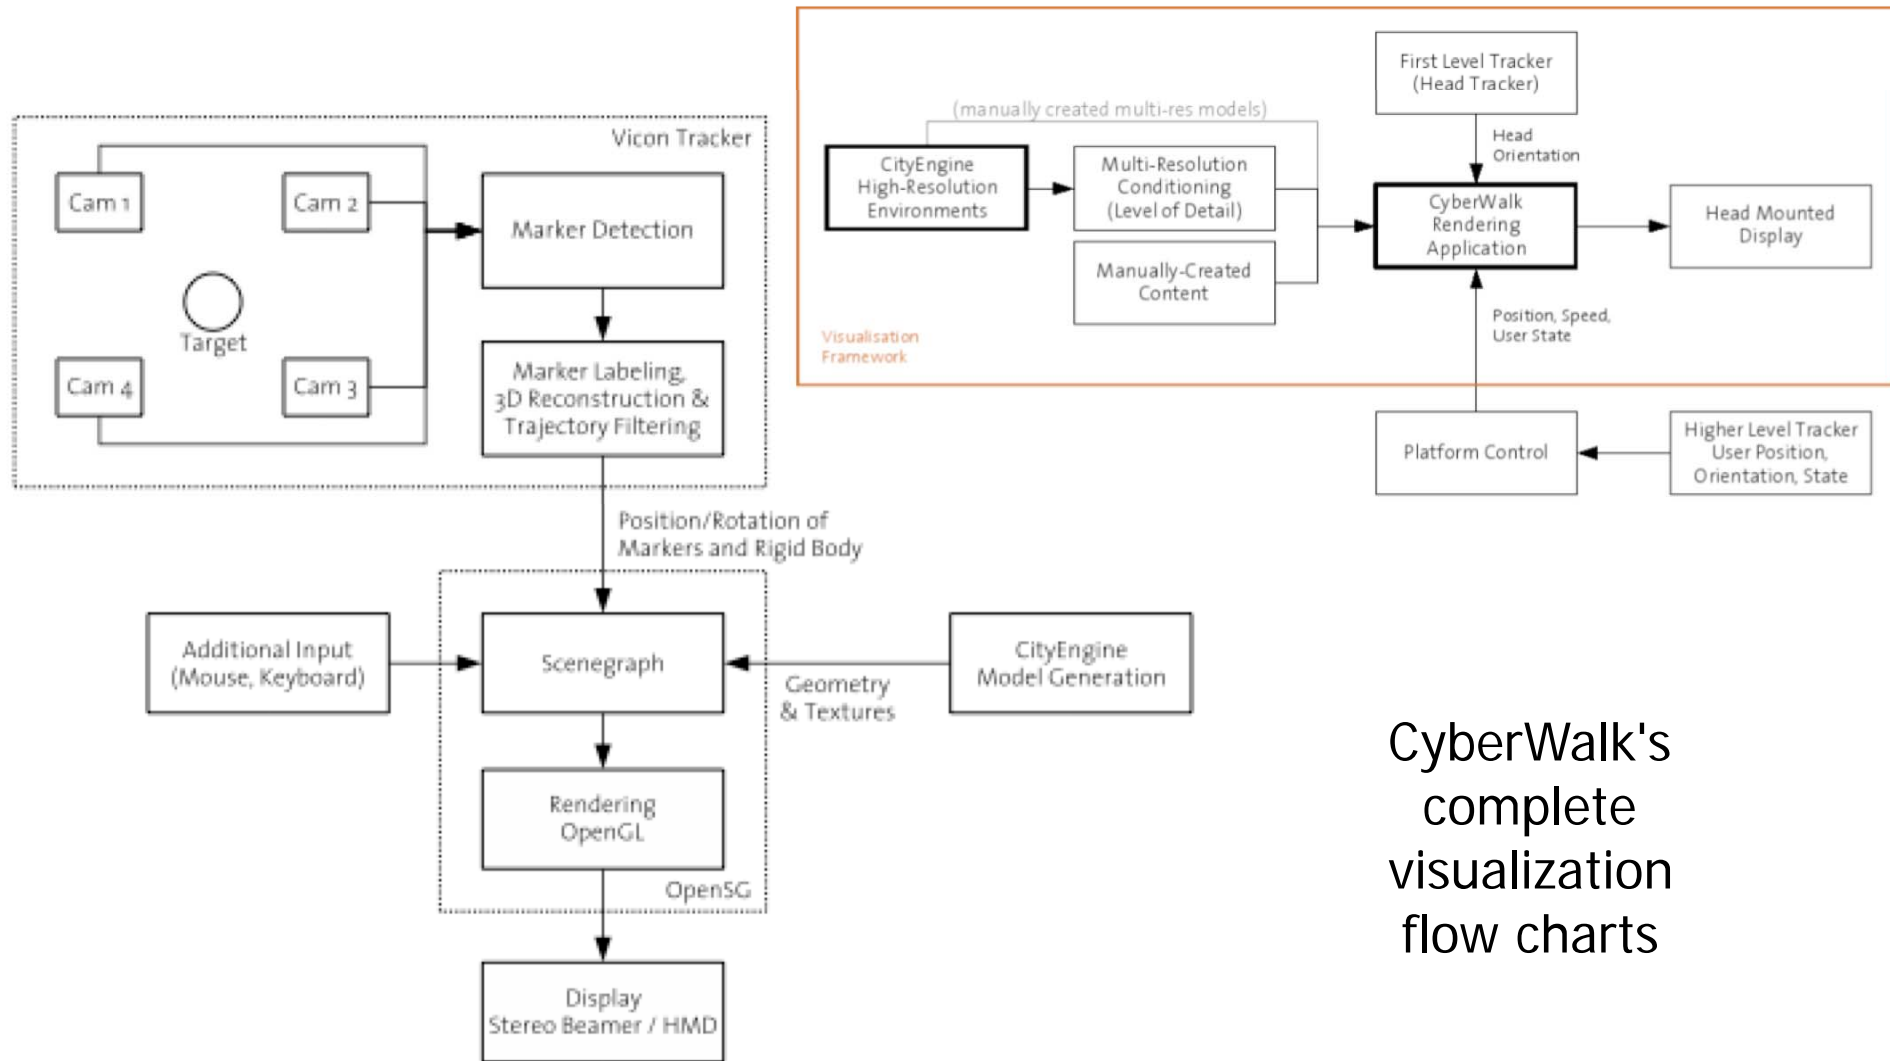 Vicon Tracker
Cam 1
Cam 2
Target
Cam 4
Cam 3
Marker Detection
Marker Labeling,
3D Reconstruction &
Trajectory Filtering
Position/Rotation of
Markers and Rigid Body
Additional Input
(Mouse, Keyboard)
Scenegraph
Geometry
& Textures
CityEngine
Model Generation
Rendering
OpenGL
OpenSG
Display
Stereo Beamer / HMD
First Level Tracker
(Head Tracker)
(manually created multi-res models)
Head
Orientation
CityEngine
High-Resolution
Environments
Multi-Resolution
Conditioning
(Level of Detail)
Manually-Created
Content
CyberWalk
Rendering
Application
Head Mounted
Display
Position, Speed,
User State
Visualisation
Framework
Platform Control
Higher Level Tracker
User Position,
Orientation, State
CyberWalk's
complete
visualization
flow charts